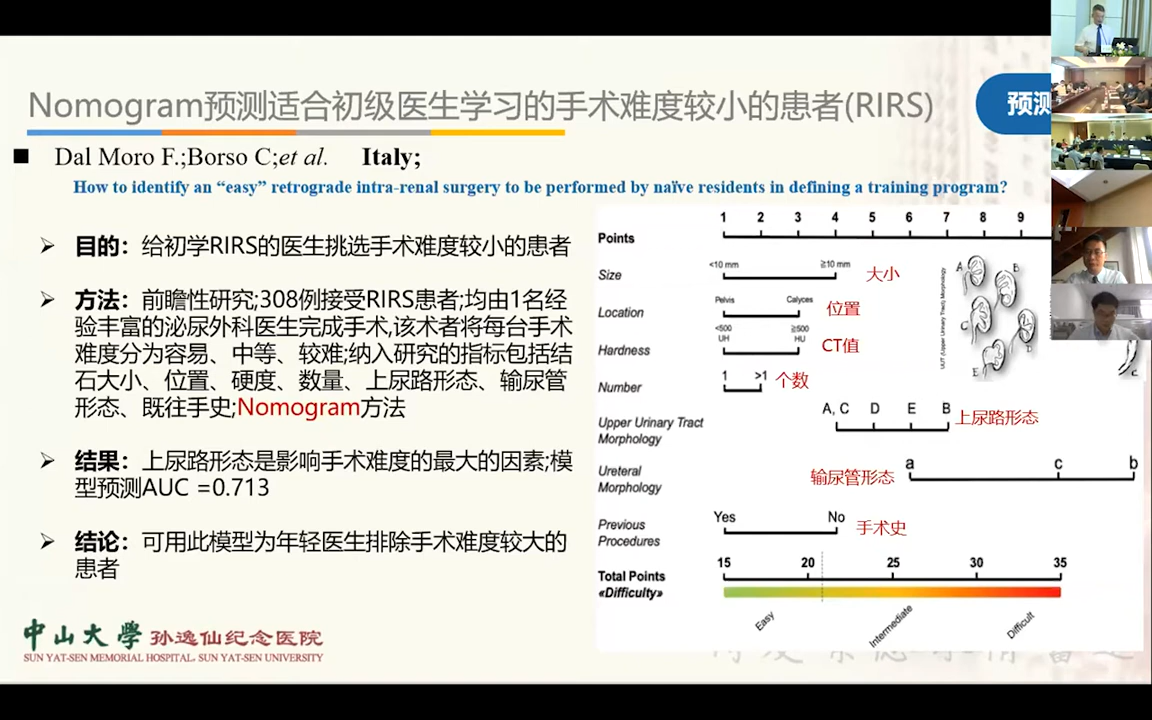 Nomogram预测适合初级医生学习的手术难度较小的患者(RIRS)
预测
■ Dal Moro F.;Borso C;et al. Italy;
How to identify an “easy” retrograde intra-renal surgery to be performed by naïve residents in defining a training program?
➢ 目的：给初学RIRS的医生挑选手术难度较小的患者
➢ 方法：前瞻性研究;308例接受RIRS患者;均由1名经
验丰富的泌尿外科医生完成手术,该术者将每台手术
难度分为容易、中等、较难;纳入研究的指标包括结
石大小、位置、硬度、数量、上尿路形态、输尿管
形态、既往手史;Nomogram方法
➢ 结果：上尿路形态是影响手术难度的最大的因素;模
型预测AUC =0.713
➢ 结论：可用此模型为年轻医生排除手术难度较大的
患者
中山大學 孙逸仙纪念医院
SUN YAT-SEN MEMORIAL HOSPITAL, SUN YAT-SEN UNIVERSITY
1 2 3 4 5 6 7 8 9
Points
<10 mm ≥10 mm
Size 大小
Pelvis Calyces
Location 位置
<500 UH ≥500 HU
Hardness CT值
1 >1
Number 个数
A, C D E B
Upper Urinary Tract
Morphology
上尿路形态
a c b
Ureteral
Morphology
输尿管形态
Yes No
Previous
Procedures
手术史
15 20 25 30 35
Total Points
«Difficulty»
Easy Intermediate Difficult
UUT (Upper Urinary Tract) Morphology
A B
C D
E
c